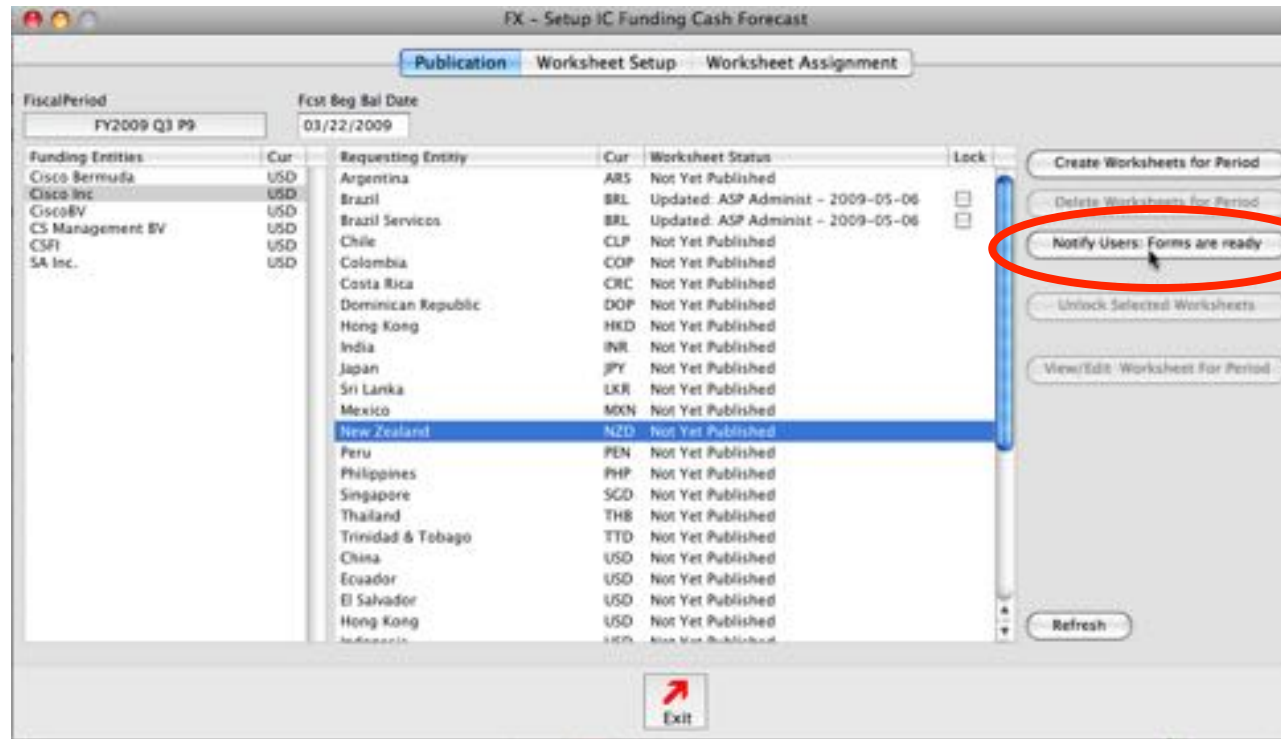 FX - Setup IC Funding Cash Forecast
Publication Worksheet Setup Worksheet Assignment
FiscalPeriod Fcst Beg Bal Date
FY2009 Q3 P9 03/22/2009
Funding Entities Cur Requesting Entitiy Cur Worksheet Status Lock Create Worksheets for Period
Cisco Bermuda USD Argentina ARS Not Yet Published
Cisco Inc USD Brazil BRL Updated: ASP Administ - 2009-05-06 Delete Worksheets for Period
CiscoBV USD Brazil Servicos BRL Updated: ASP Administ - 2009-05-06
CS Management BV USD Chile CLP Not Yet Published Notify Users: Forms are ready
CSFI USD Colombia COP Not Yet Published
SA Inc. USD Costa Rica CRC Not Yet Published
Dominican Republic DOP Not Yet Published Unlock Selected Worksheets
Hong Kong HKD Not Yet Published
India INR Not Yet Published
Japan JPY Not Yet Published View/Edit Worksheet For Period
Sri Lanka LKR Not Yet Published
Mexico MXN Not Yet Published
New Zealand NZD Not Yet Published
Peru PEN Not Yet Published
Philippines PHP Not Yet Published
Singapore SGD Not Yet Published
Thailand THB Not Yet Published
Trinidad & Tobago TTD Not Yet Published
China USD Not Yet Published
Ecuador USD Not Yet Published
El Salvador USD Not Yet Published
Hong Kong USD Not Yet Published Refresh
Indonesia USD Not Yet Published
Exit